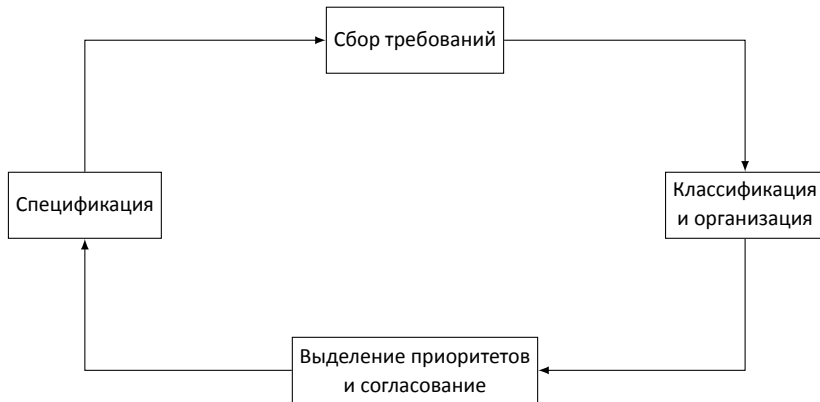 Сбор требований
Классификация
и организация
Выделение приоритетов
и согласование
Спецификация